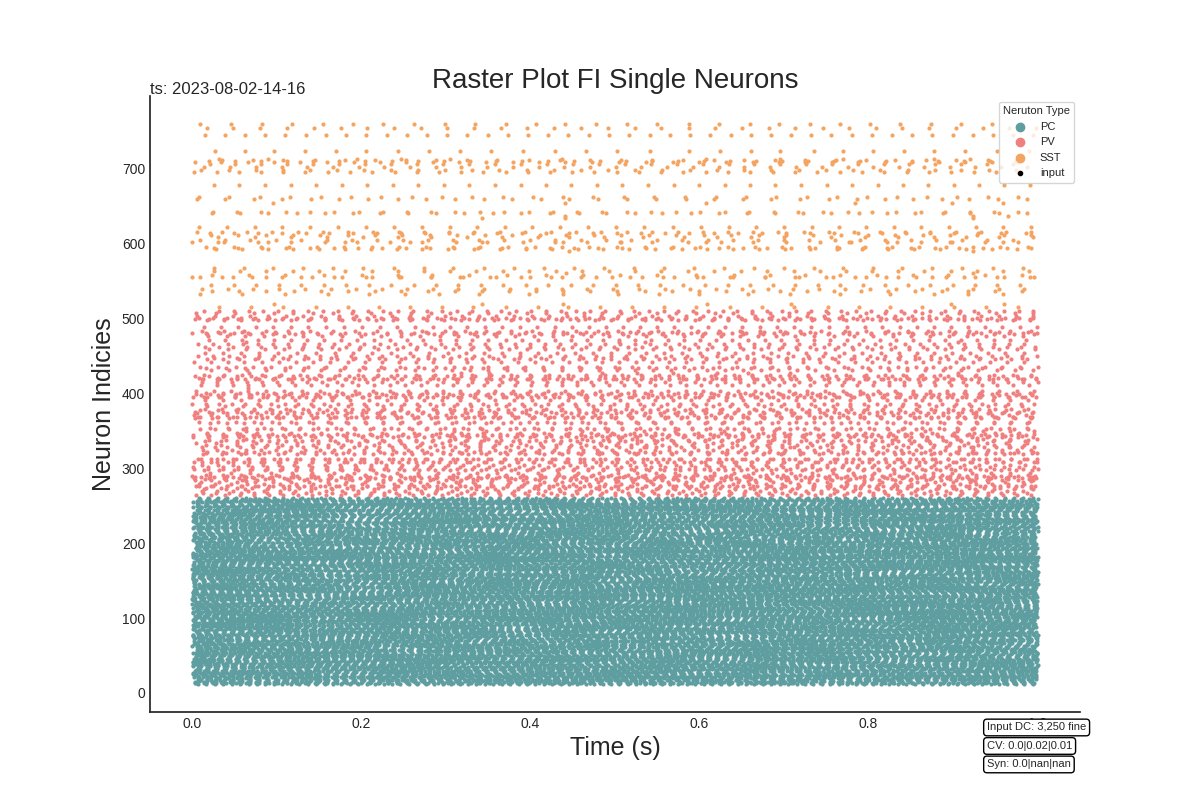 Raster Plot FI Single Neurons
ts: 2023-08-02-14-16
Neruton Type
PC
PV
SST
input
Neuron Indicies
700
600
500
400
300
200
100
0
0.0 0.2 0.4 0.6 0.8
Time (s)
Input DC: 3,250 fine
CV: 0.0|0.02|0.01
Syn: 0.0|nan|nan